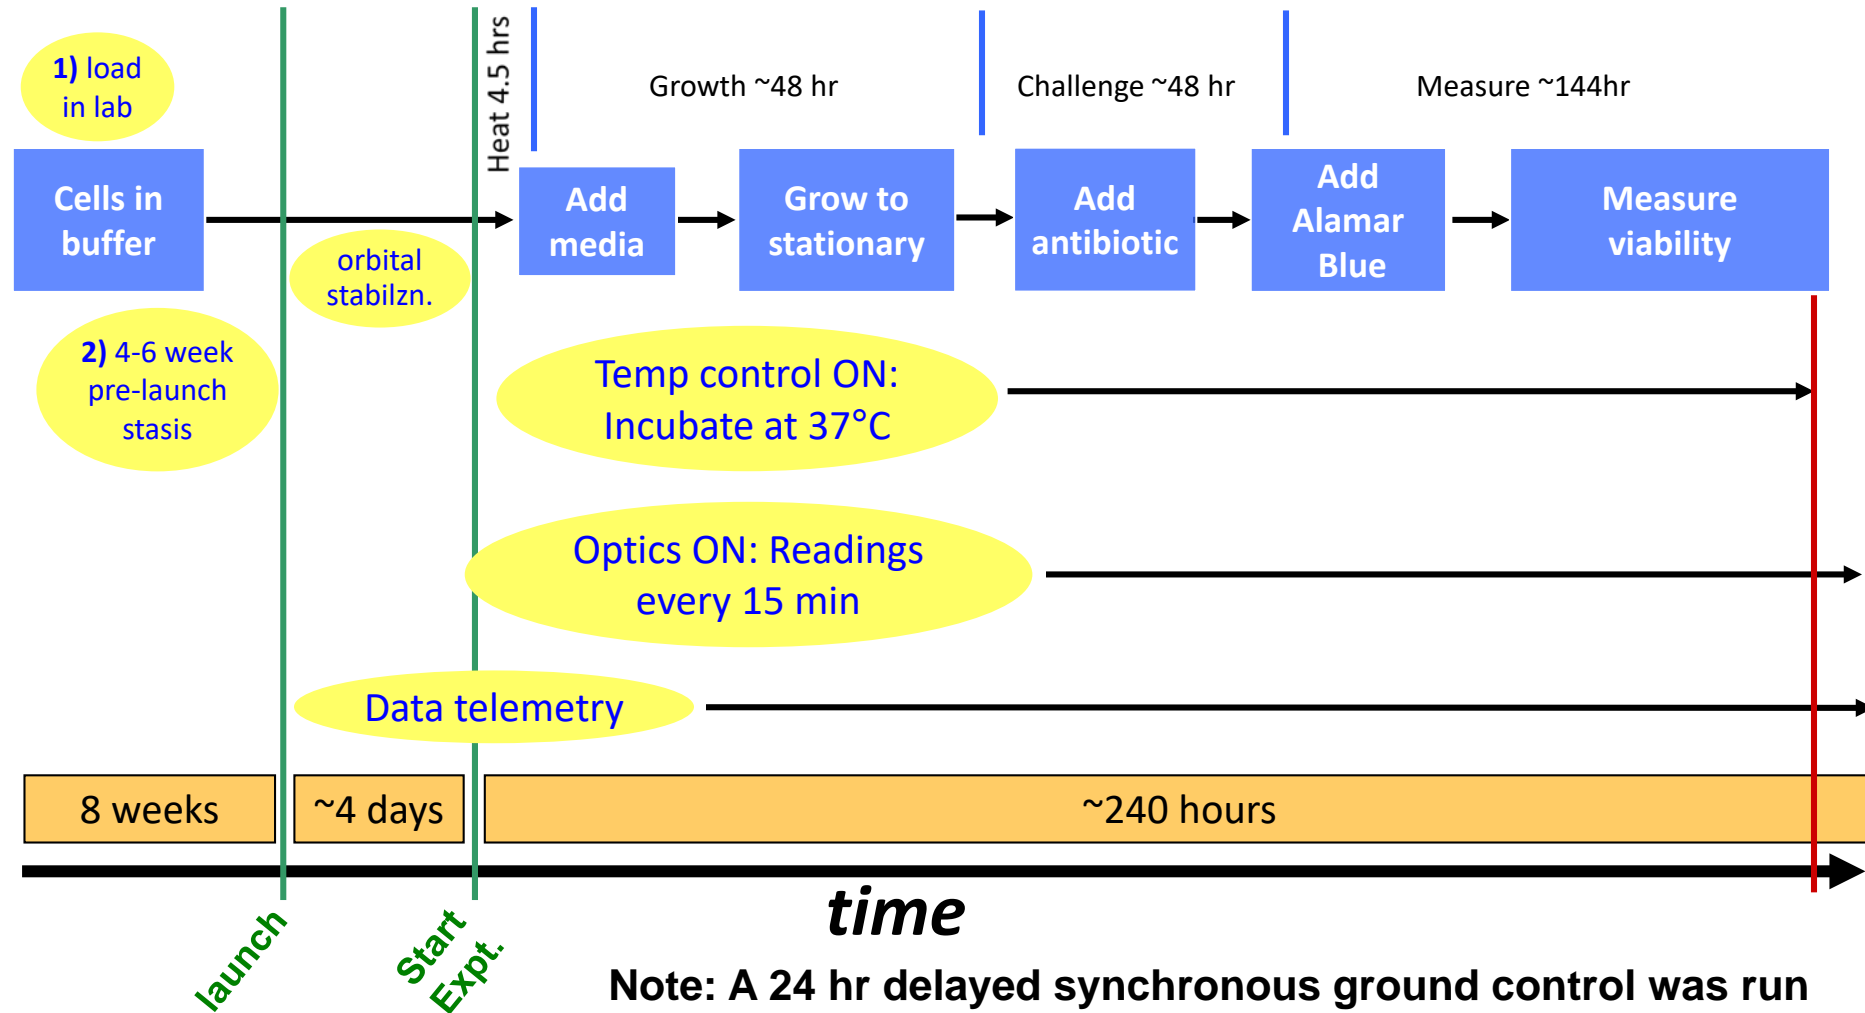 1) load
in lab
Heat 4.5 hrs
Growth ~48 hr
Challenge ~48 hr
Measure ~144hr
Cells in
buffer
Add
media
Grow to
stationary
Add
antibiotic
Add
Alamar
Blue
Measure
viability
orbital
stabilzn.
2) 4-6 week
pre-launch
stasis
Temp control ON:
Incubate at 37°C
Optics ON: Readings
every 15 min
Data telemetry
8 weeks
~4 days
~240 hours
time
launch
Start
Expt.
Note: A 24 hr delayed synchronous ground control was run